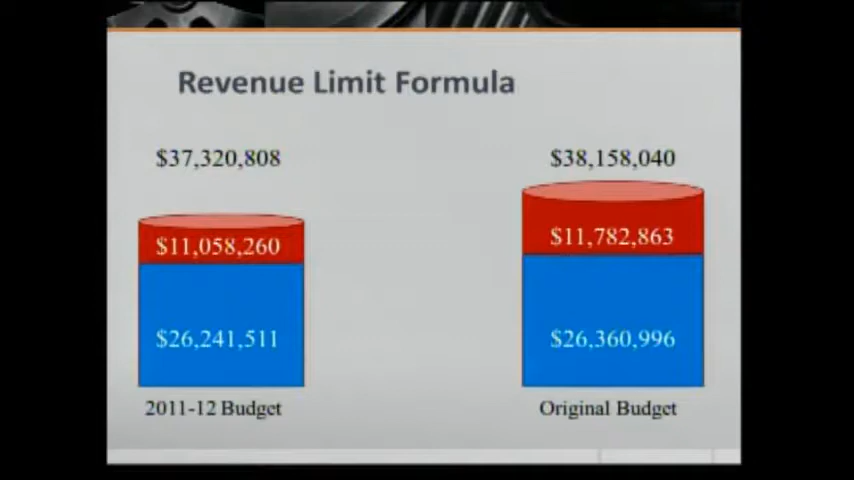 Revenue Limit Formula
$37,320,808
$38,158,040
$11,058,260
$11,782,863
$26,241,511
$26,360,996
2011-12 Budget
Original Budget